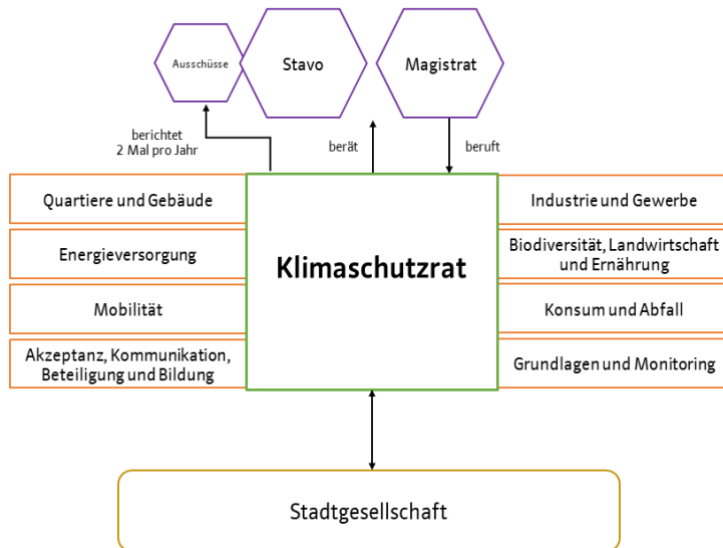 Ausschüsse
Stavo
Magistrat
berichtet
2 Mal pro Jahr
berät
beruft
Quartiere und Gebäude
Energieversorgung
Mobilität
Akzeptanz, Kommunikation,
Beteiligung und Bildung
Klimaschutzrat
Industrie und Gewerbe
Biodiversität, Landwirtschaft
und Ernährung
Konsum und Abfall
Grundlagen und Monitoring
Stadtgesellschaft